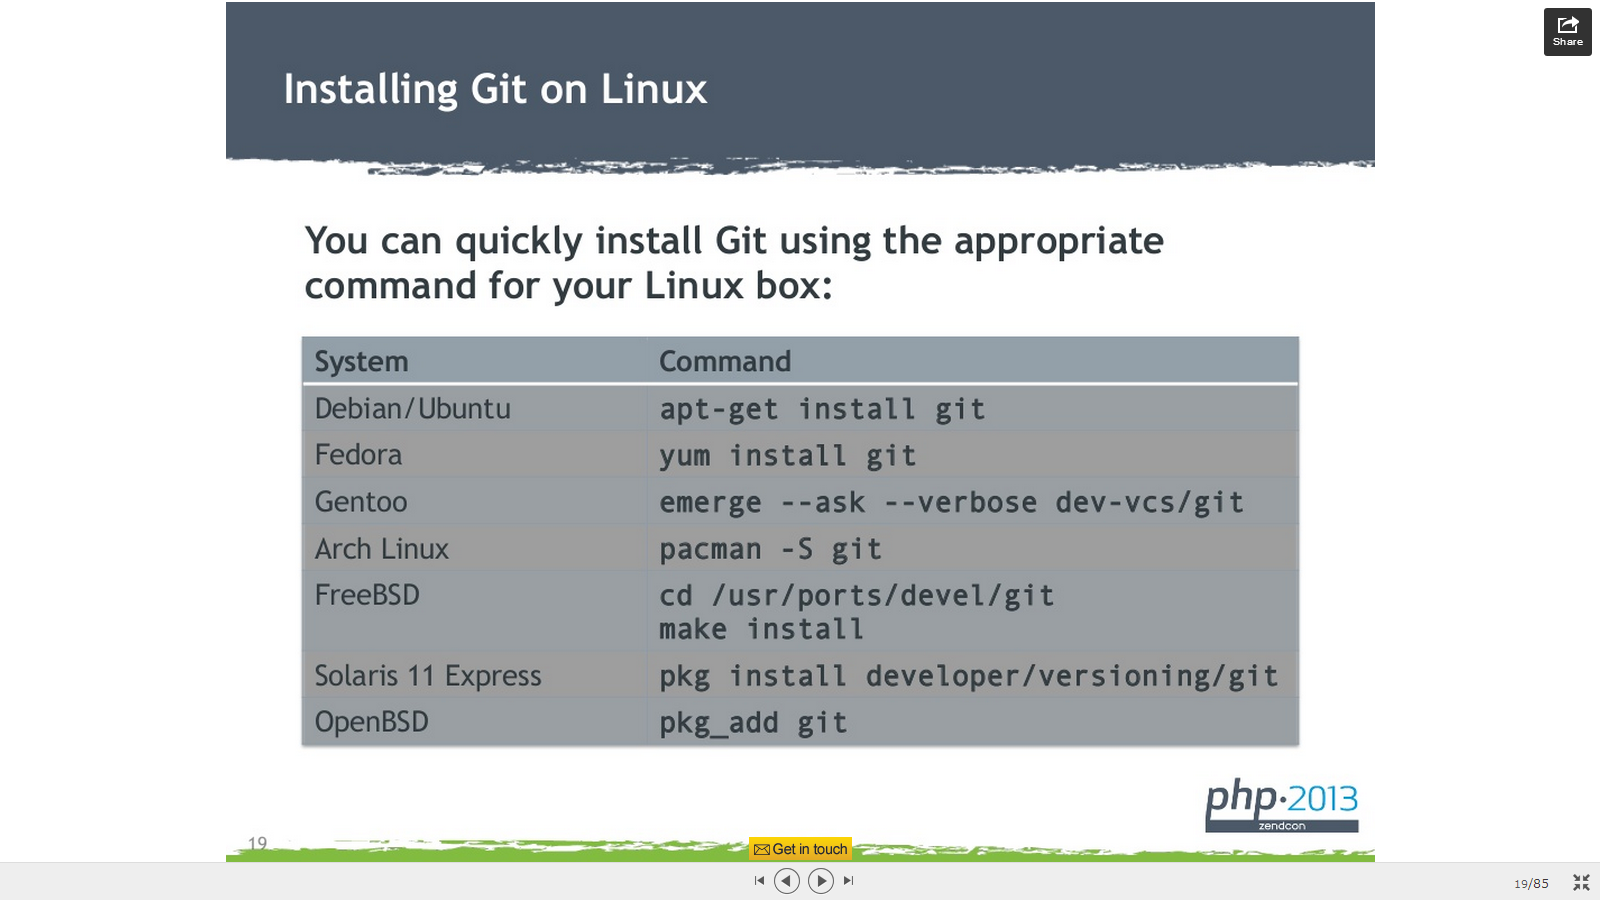 Share
Installing Git on Linux
You can quickly install Git using the appropriate
command for your Linux box:
System Command
Debian/Ubuntu apt-get install git
Fedora yum install git
Gentoo emerge --ask --verbose dev-vcs/git
Arch Linux pacman -S git
FreeBSD cd /usr/ports/devel/git
make install
Solaris 11 Express pkg install developer/versioning/git
OpenBSD pkg_add git
php·2013
zendcon
19
Get in touch
19/85